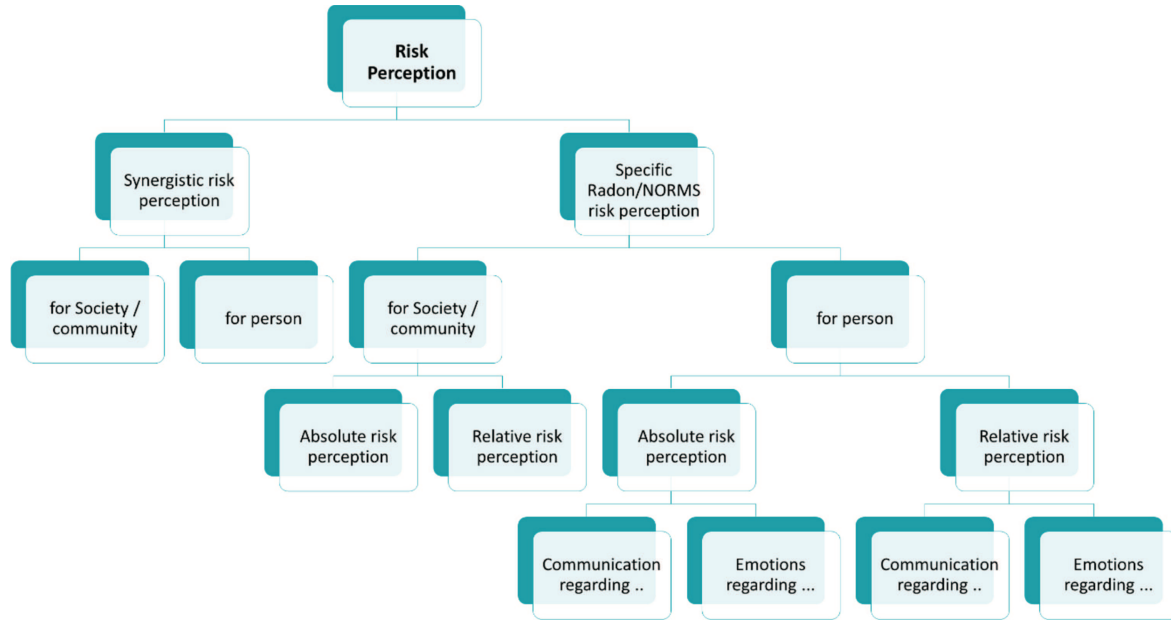 Risk
Perception
Synergistic risk
perception
Specific
Radon/NORMS
risk perception
for Society /
community
for person
for Society /
community
for person
Absolute risk
perception
Relative risk
perception
Absolute risk
perception
Relative risk
perception
Communication
regarding ..
Emotions
regarding ...
Communication
regarding ..
Emotions
regarding ...